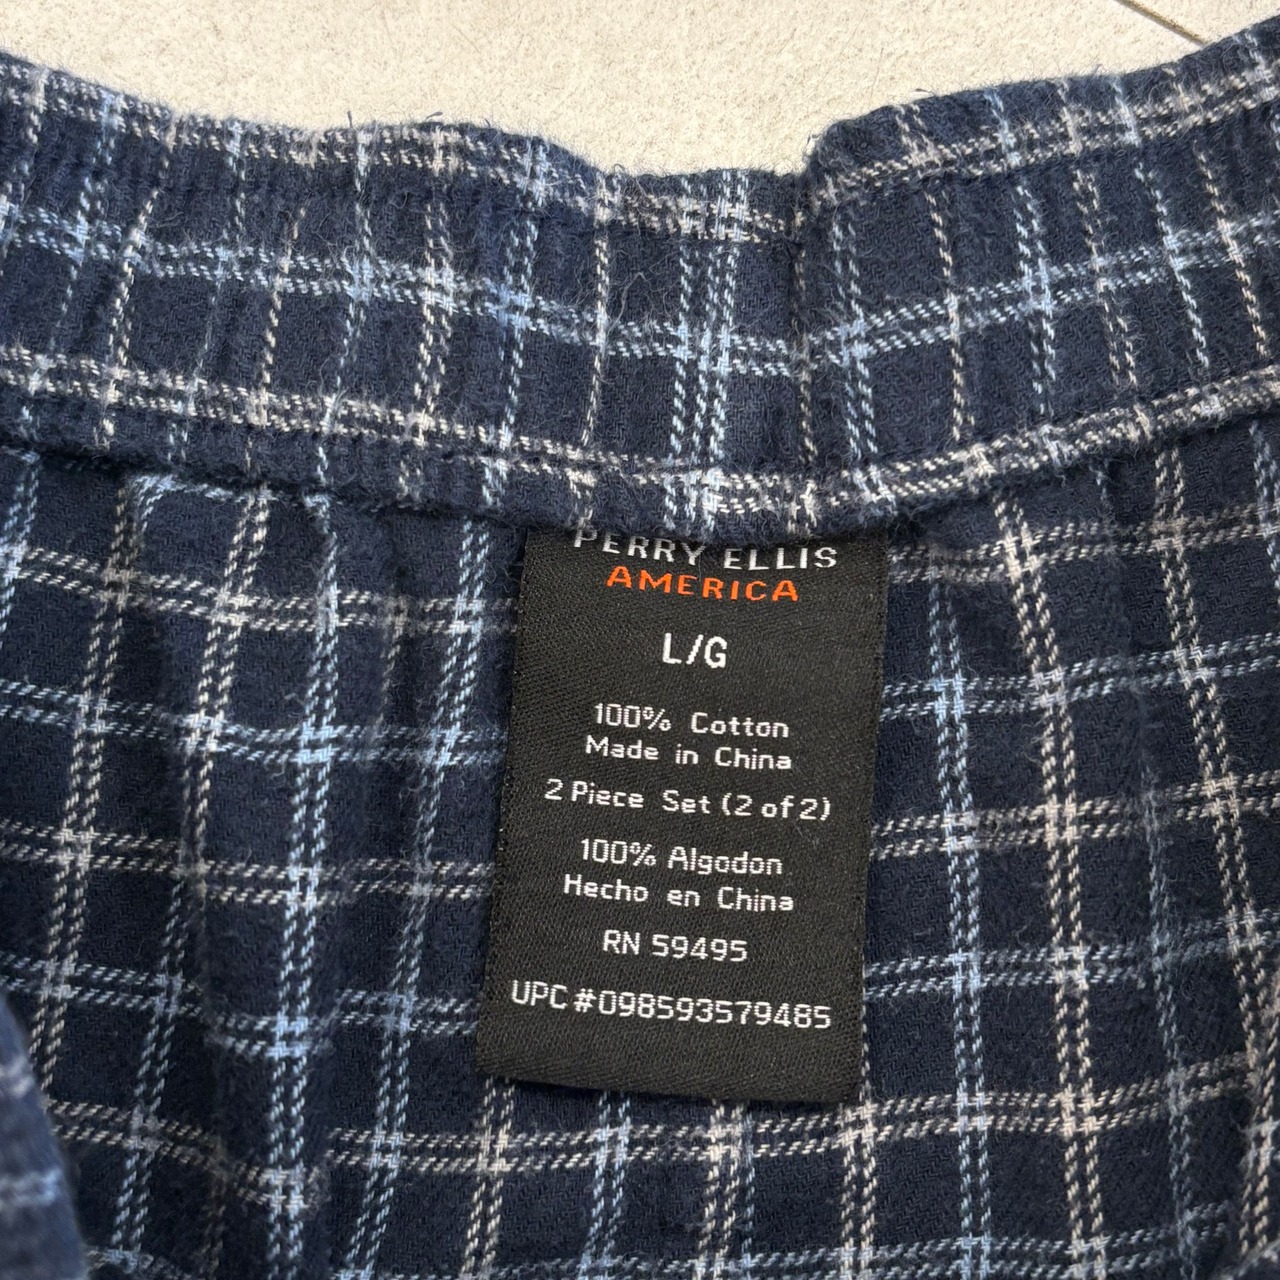 PERRY ELLIS
AMERICA
L/G
100% Cotton
Made in China
2 Piece Set (2 of 2)
100% Algodon
Hecho en China
RN 59495
UPC #098593579485